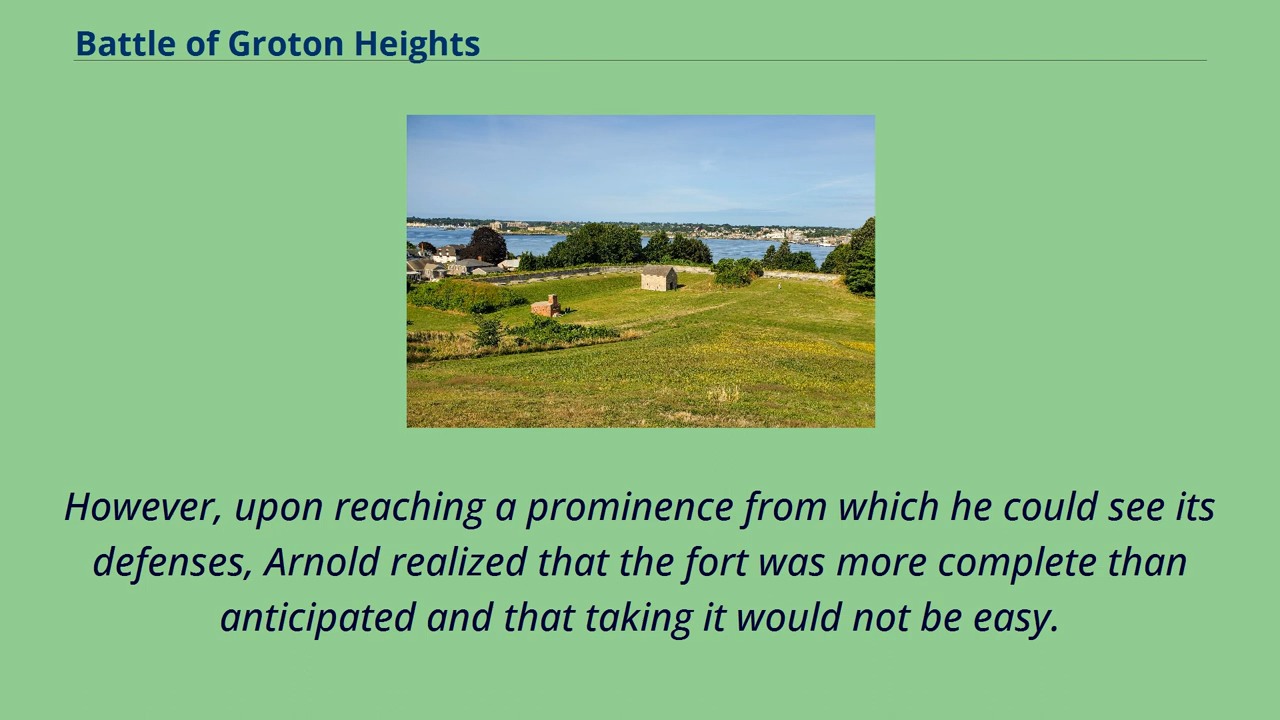 Battle of Groton Heights
However, upon reaching a prominence from which he could see its
defenses, Arnold realized that the fort was more complete than
anticipated and that taking it would not be easy.